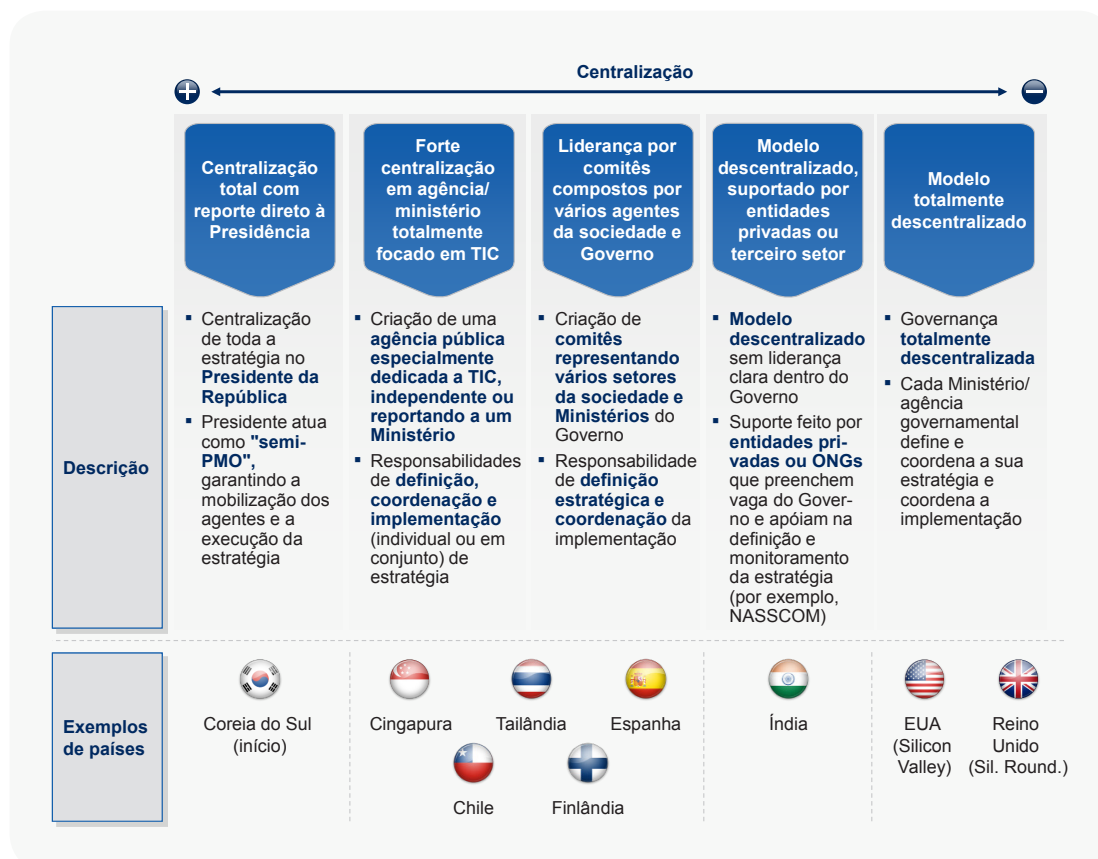 Centralização
Centralização
total com
reporte direto à
Presidência
Forte
centralização
em agência/
ministério
totalmente
focado em TIC
Liderança por
comitês
compostos por
vários agentes
da sociedade e
Governo
Modelo
descentralizado,
suportado por
entidades
privadas ou
terceiro setor
Modelo
totalmente
descentralizado
Descrição
▪ Centralização
de toda a
estratégia no
Presidente da
República
▪ Presidente atua
como "semi-
PMO",
garantindo a
mobilização dos
agentes e a
execução da
estratégia
▪ Criação de uma
agência pública
especialmente
dedicada a TIC,
independente ou
reportando a um
Ministério
▪ Responsabilidades
de definição,
coordenação e
implementação
(individual ou em
conjunto) de
estratégia
▪ Criação de
comitês
representando
vários setores
da sociedade e
Ministérios do
Governo
▪ Responsabilidade
de definição
estratégica e
coordenação da
implementação
▪ Modelo
descentralizado
sem liderança
clara dentro do
Governo
▪ Suporte feito por
entidades pri-
vadas ou ONGs
que preenchem
vaga do Gover-
no e apóiam na
definição e
monitoramento
da estratégia
(por exemplo,
NASSCOM)
▪ Governança
totalmente
descentralizada
▪ Cada Ministério/
agência
governamental
define e
coordena a sua
estratégia e
coordena a
implementação
Exemplos
de países
Coreia do Sul
(início)
Cingapura
Tailândia
Espanha
Chile
Finlândia
Índia
EUA
(Silicon
Valley)
Reino
Unido
(Sil. Round.)